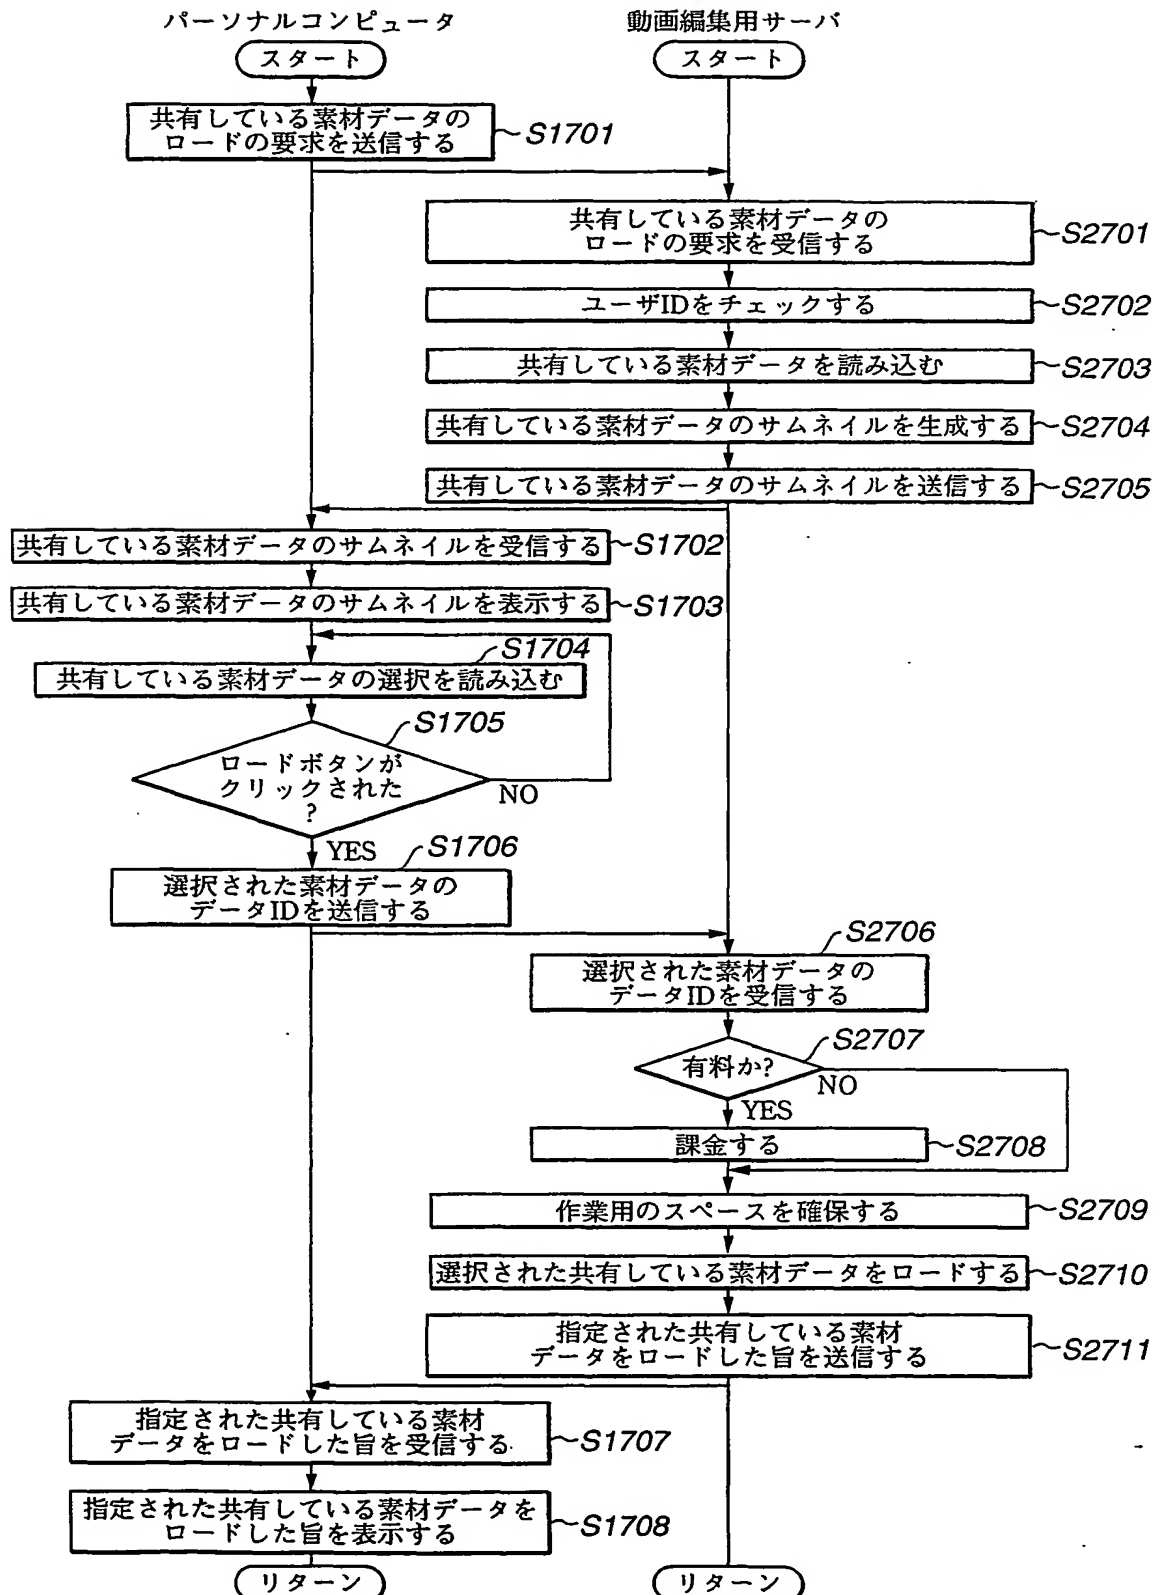 パーソナルコンピュータ
動画編集用サーバ
スタート
スタート
共有している素材データの
ロードの要求を送信する
S1701
共有している素材データの
ロードの要求を受信する
S2701
ユーザIDをチェックする
S2702
共有している素材データを読み込む
S2703
共有している素材データのサムネイルを生成する
S2704
共有している素材データのサムネイルを送信する
S2705
共有している素材データのサムネイルを受信する
S1702
共有している素材データのサムネイルを表示する
S1703
S1704
共有している素材データの選択を読み込む
S1705
ロードボタンが
クリックされた
?
NO
YES
S1706
選択された素材データの
データIDを送信する
S2706
選択された素材データの
データIDを受信する
S2707
有料か?
NO
YES
課金する
S2708
作業用のスペースを確保する
S2709
選択された共有している素材データをロードする
S2710
指定された共有している素材
データをロードした旨を送信する
S2711
指定された共有している素材
データをロードした旨を受信する
S1707
指定された共有している素材データを
ロードした旨を表示する
S1708
リターン
リターン